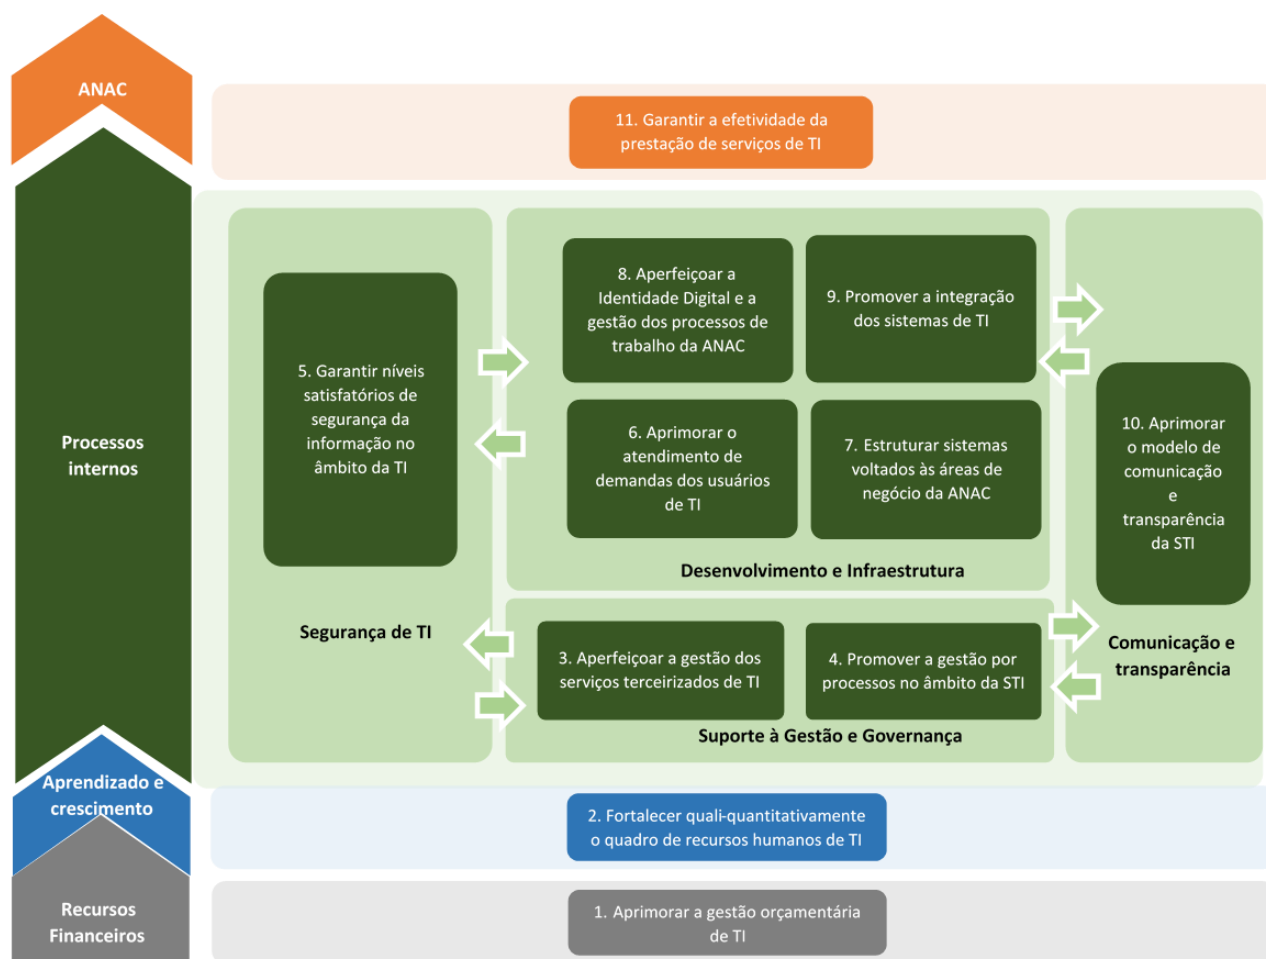 ANAC
11. Garantir a efetividade da
prestação de serviços de TI
Processos
internos
5. Garantir níveis
satisfatórios de
segurança da
informação no
âmbito da TI
Segurança de TI
8. Aperfeiçoar a
Identidade Digital e a
gestão dos processos de
trabalho da ANAC
9. Promover a integração
dos sistemas de TI
6. Aprimorar o
atendimento de
demandas dos usuários
de TI
7. Estruturar sistemas
voltados às áreas de
negócio da ANAC
Desenvolvimento e Infraestrutura
3. Aperfeiçoar a gestão dos
serviços terceirizados de TI
4. Promover a gestão por
processos no âmbito da STI
Suporte à Gestão e Governança
10. Aprimorar
o modelo de
comunicação
e
transparência
da STI
Comunicação e
transparência
Aprendizado e
crescimento
2. Fortalecer quali-quantitativamente
o quadro de recursos humanos de TI
Recursos
Financeiros
1. Aprimorar a gestão orçamentária
de TI